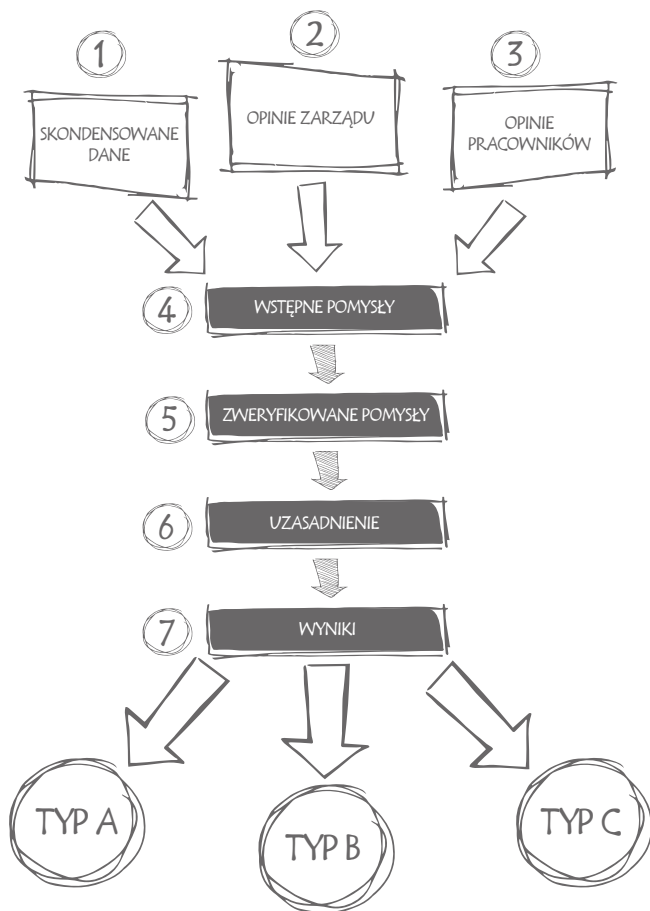 1
2
3
SKONDENSOWANE
DANE
OPINIE ZARZĄDU
OPINIE
PRACOWNIKÓW
4
WSTĘPNE POMYSŁY
5
ZWERYFIKOWANE POMYSŁY
6
UZASADNIENIE
7
WYNIKI
TYP A
TYP B
TYP C